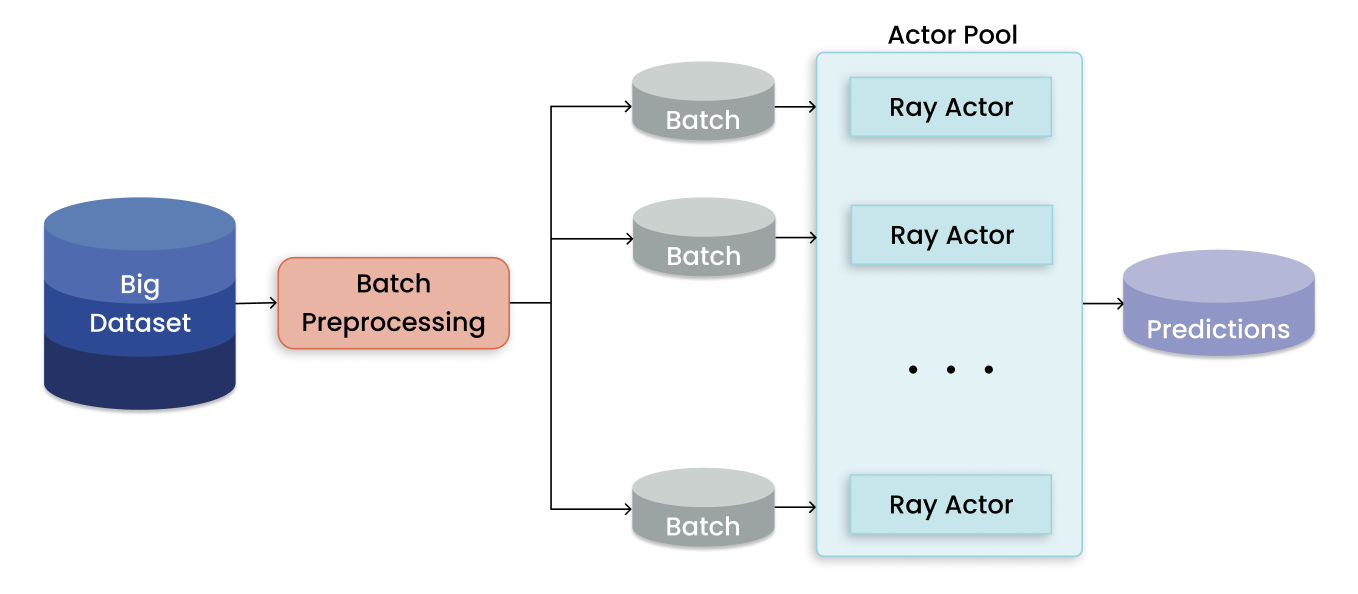 Actor Pool
Batch
Ray Actor
Batch
Ray Actor
Big
Dataset
Batch
Preprocessing
Predictions
. . .
Batch
Ray Actor